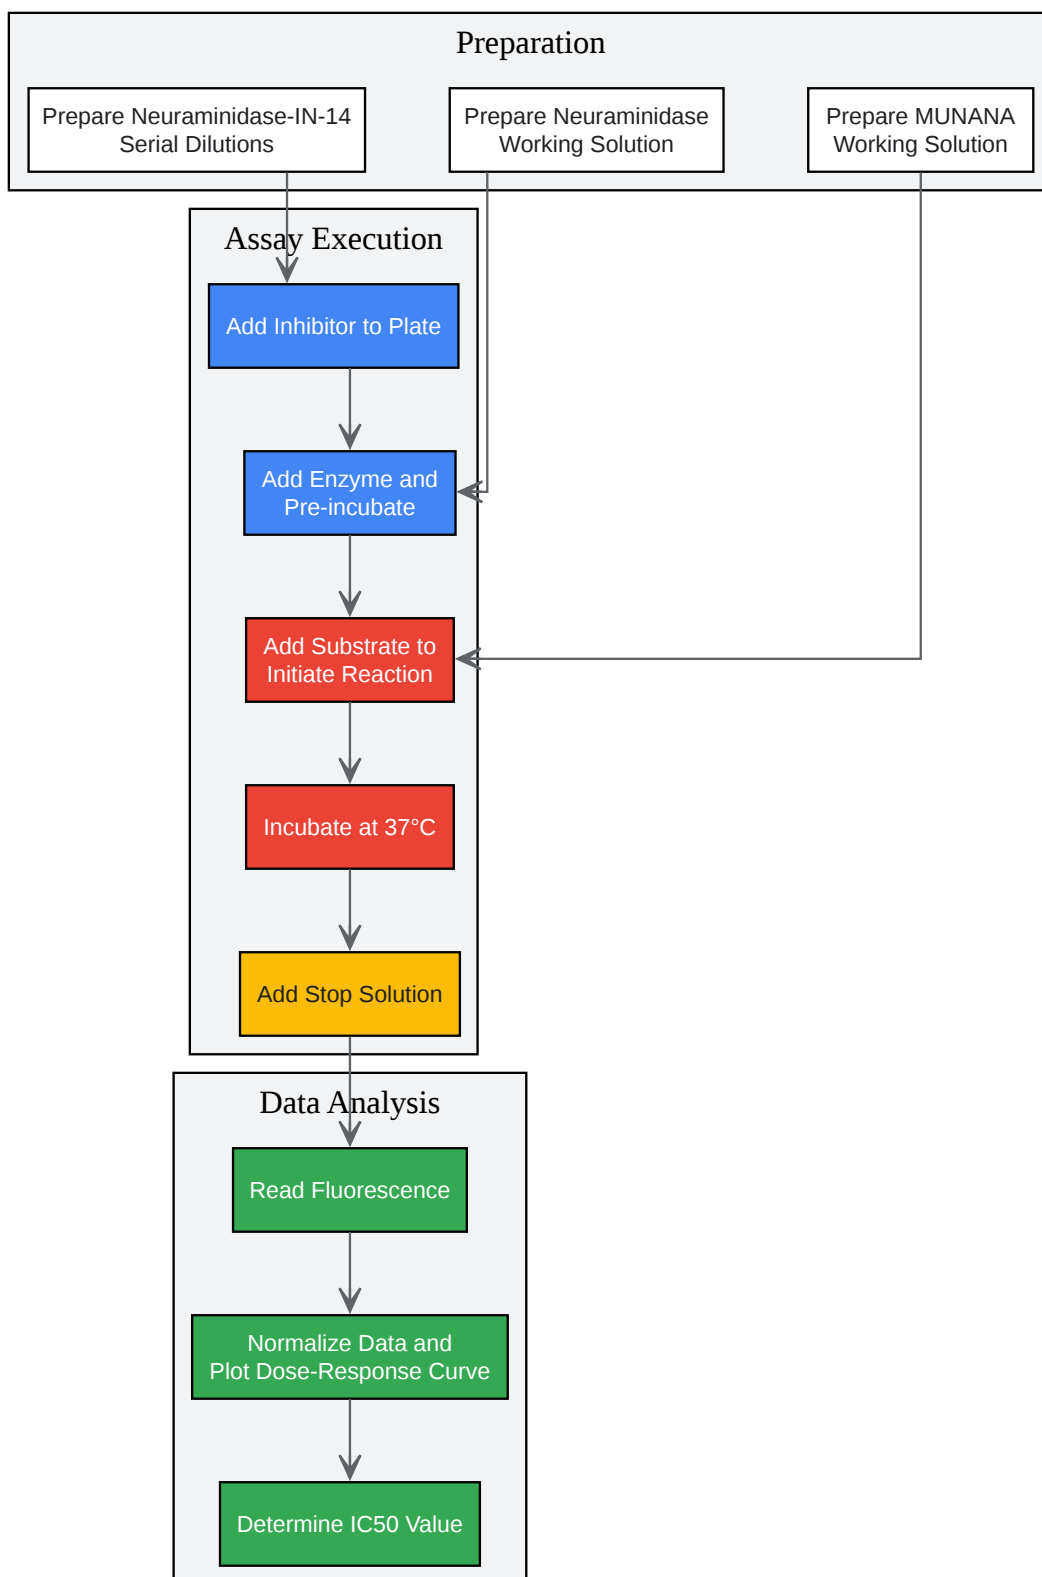 Preparation
Prepare Neuraminidase-IN-14
Serial Dilutions
Prepare Neuraminidase
Working Solution
Prepare MUNANA
Working Solution
Assay Execution
Add Inhibitor to Plate
Add Enzyme and
Pre-incubate
Add Substrate to
Initiate Reaction
Incubate at 37°C
Add Stop Solution
Data Analysis
Read Fluorescence
Normalize Data and
Plot Dose-Response Curve
Determine IC50 Value